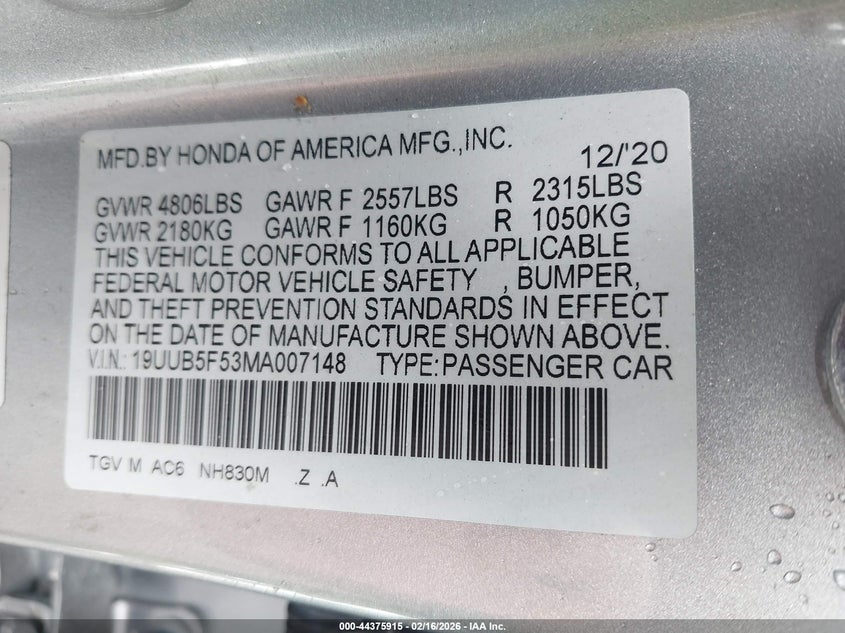 MFD.BY HONDA OF AMERICA MFG.,INC. 12/'20
GVWR 4806LBS GAWR F 2557LBS R 2315LBS
GVWR 2180KG GAWR F 1160KG R 1050KG
THIS VEHICLE CONFORMS TO ALL APPLICABLE
FEDERAL MOTOR VEHICLE SAFETY , BUMPER,
AND THEFT PREVENTION STANDARDS IN EFFECT
ON THE DATE OF MANUFACTURE SHOWN ABOVE.
V.I.N.: 19UUB5F53MA007148 TYPE:PASSENGER CAR
TGV M AC6 NH830M .Z .A
000-44375915 - 02/16/2026 - IAA Inc.